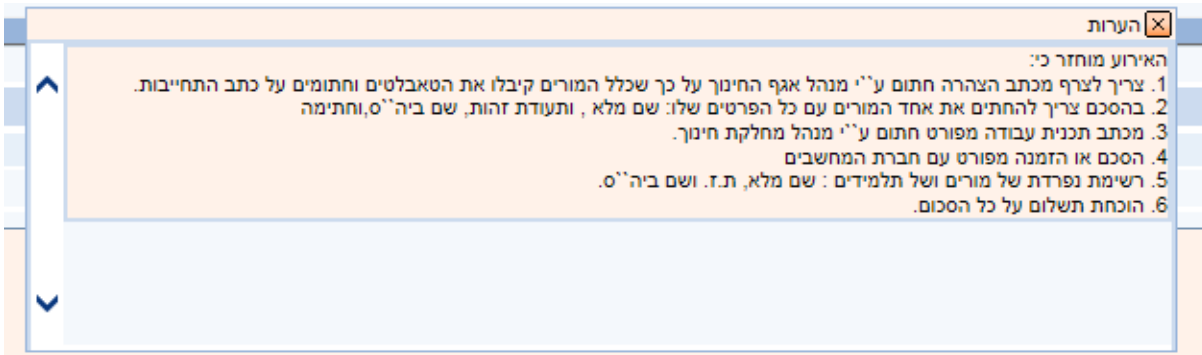 הערות
האירוע מוחזר כי:
1. צריך לצרף מכתב הצהרה חתום ע``י מנהל אגף החינוך על כך שכלל המורים קיבלו את הטאבלטים וחתומים על כתב התחייבות.
2. בהסכם צריך להחתים את אחד המורים עם כל הפרטים שלו: שם מלא , ותעודת זהות, שם ביה``ס,וחתימה
3. מכתב תכנית עבודה מפורט חתום ע``י מנהל מחלקת חינוך.
4. הסכם או הזמנה מפורט עם חברת המחשבים
5. רשימת נפרדת של מורים ושל תלמידים : שם מלא, ת.ז. ושם ביה``ס.
6. הוכחת תשלום על כל הסכום.